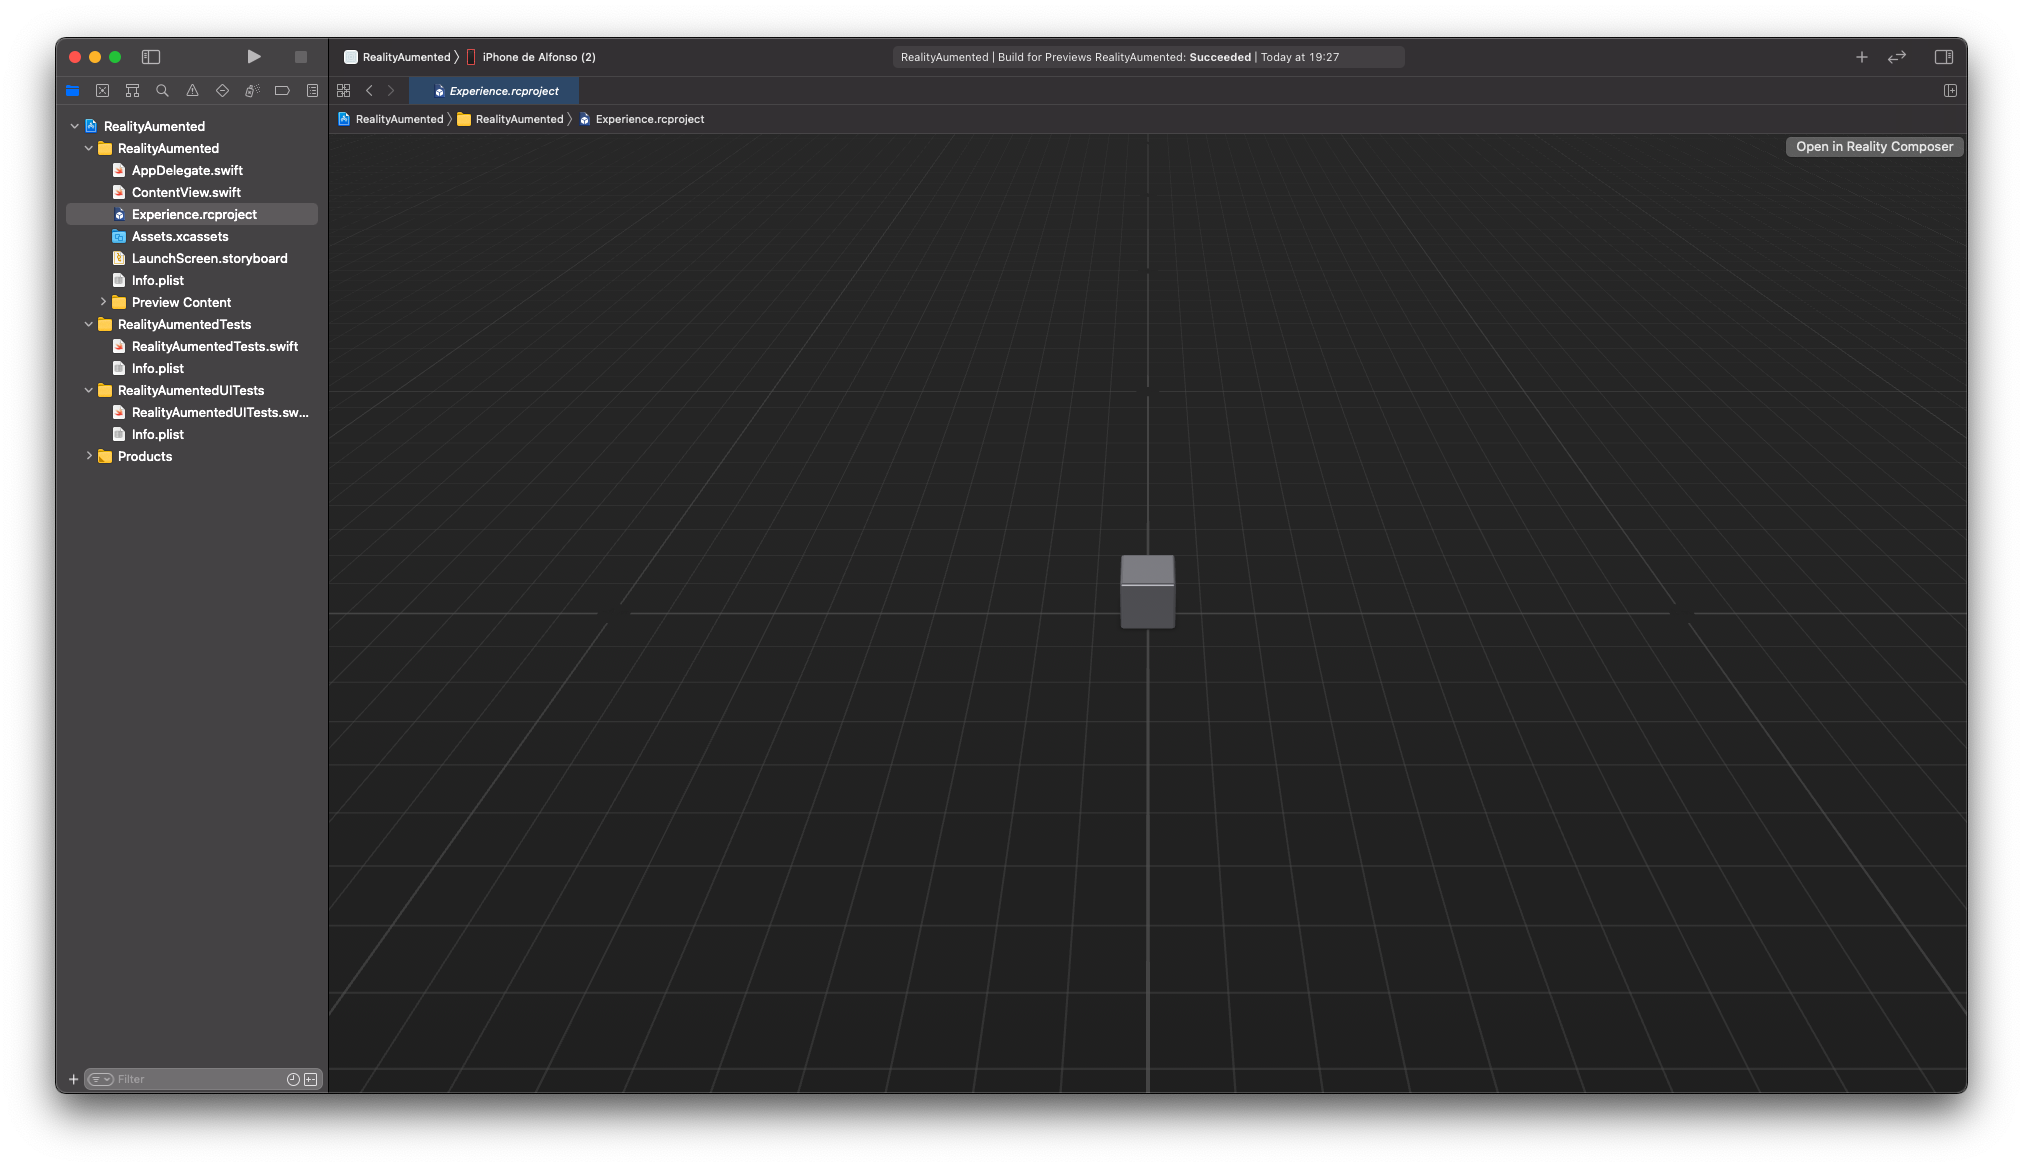 RealityAumented
iPhone de Alfonso (2)
RealityAumented | Build for Previews RealityAumented: Succeeded | Today at 19:27
Experience.rcproject
RealityAumented
RealityAumented
Experience.rcproject
Open in Reality Composer
RealityAumented
RealityAumented
AppDelegate.swift
ContentView.swift
Experience.rcproject
Assets.xcassets
LaunchScreen.storyboard
Info.plist
Preview Content
RealityAumentedTests
RealityAumentedTests.swift
Info.plist
RealityAumentedUITests
RealityAumentedUITests.sw...
Info.plist
Products
Filter